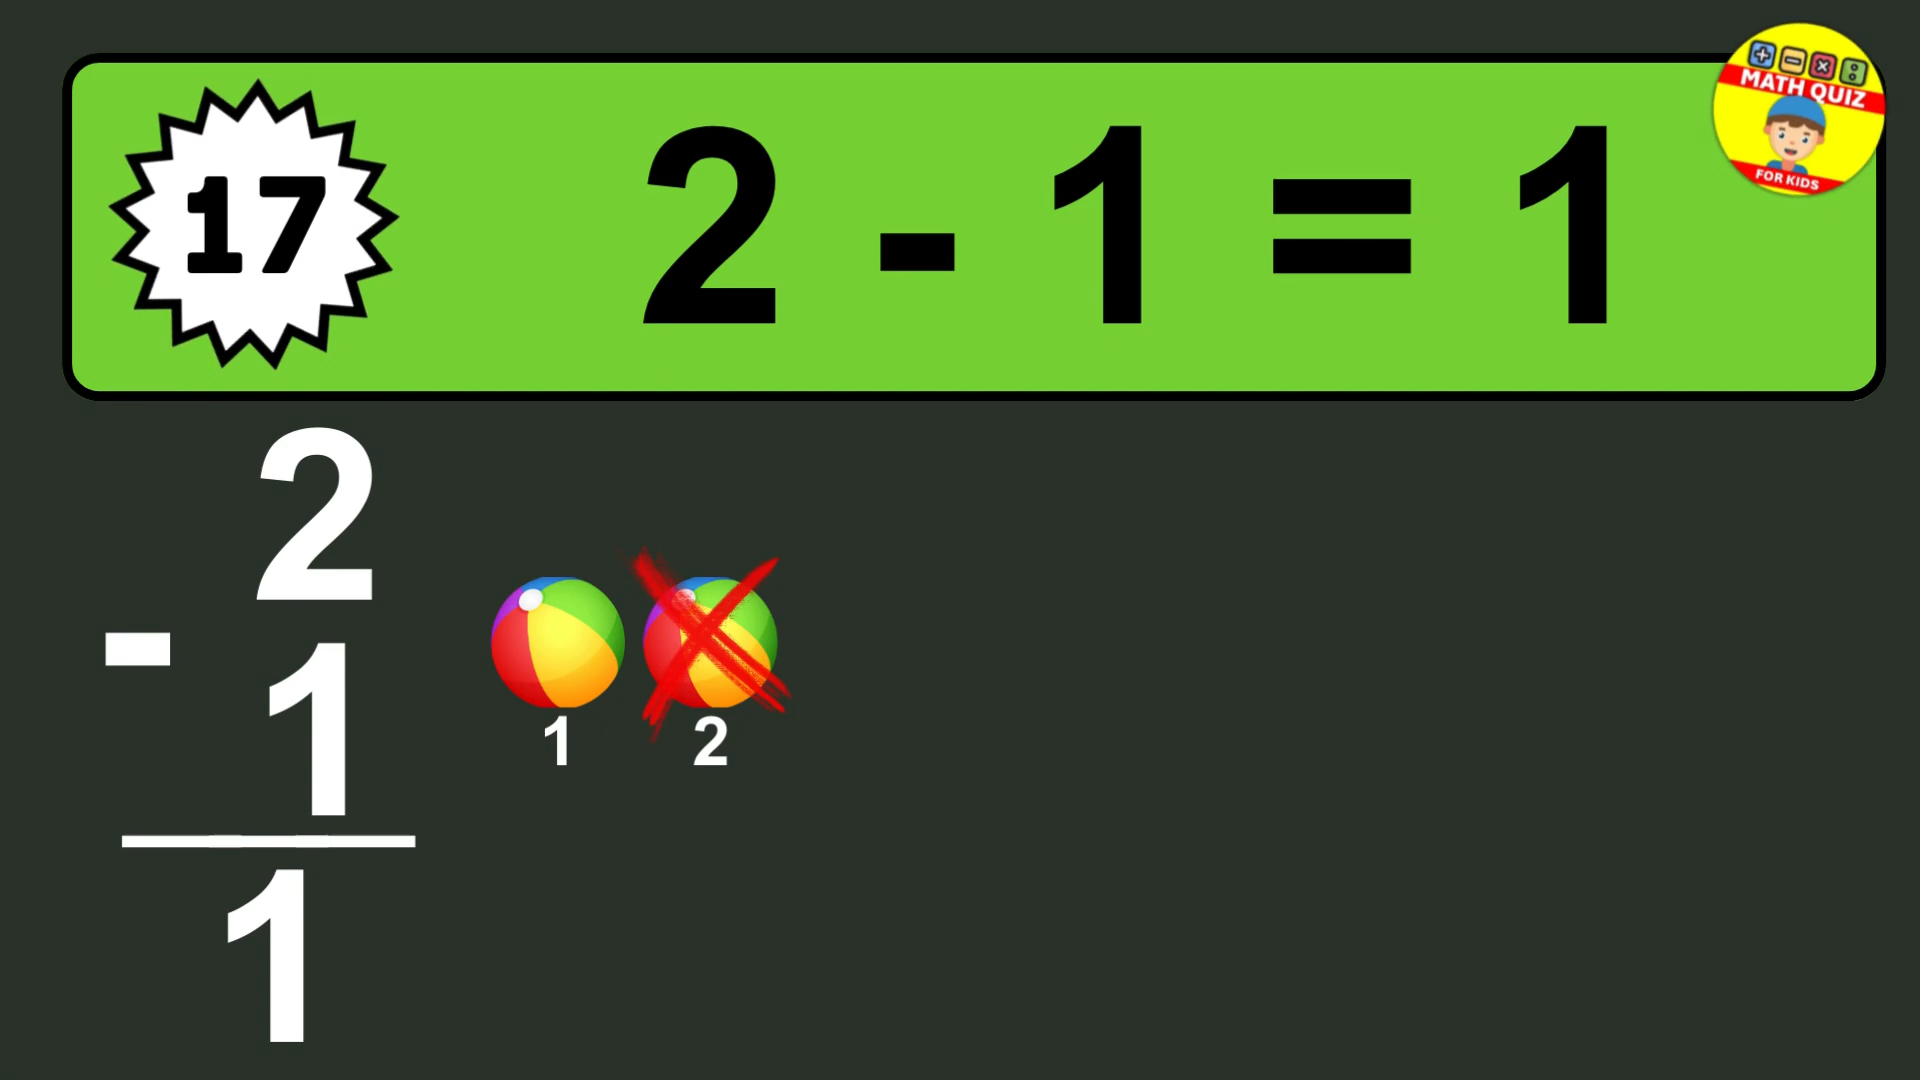 17
2 - 1 = 1
+ - × :
MATH QUIZ
FOR KIDS
2
- 1
1
1 2